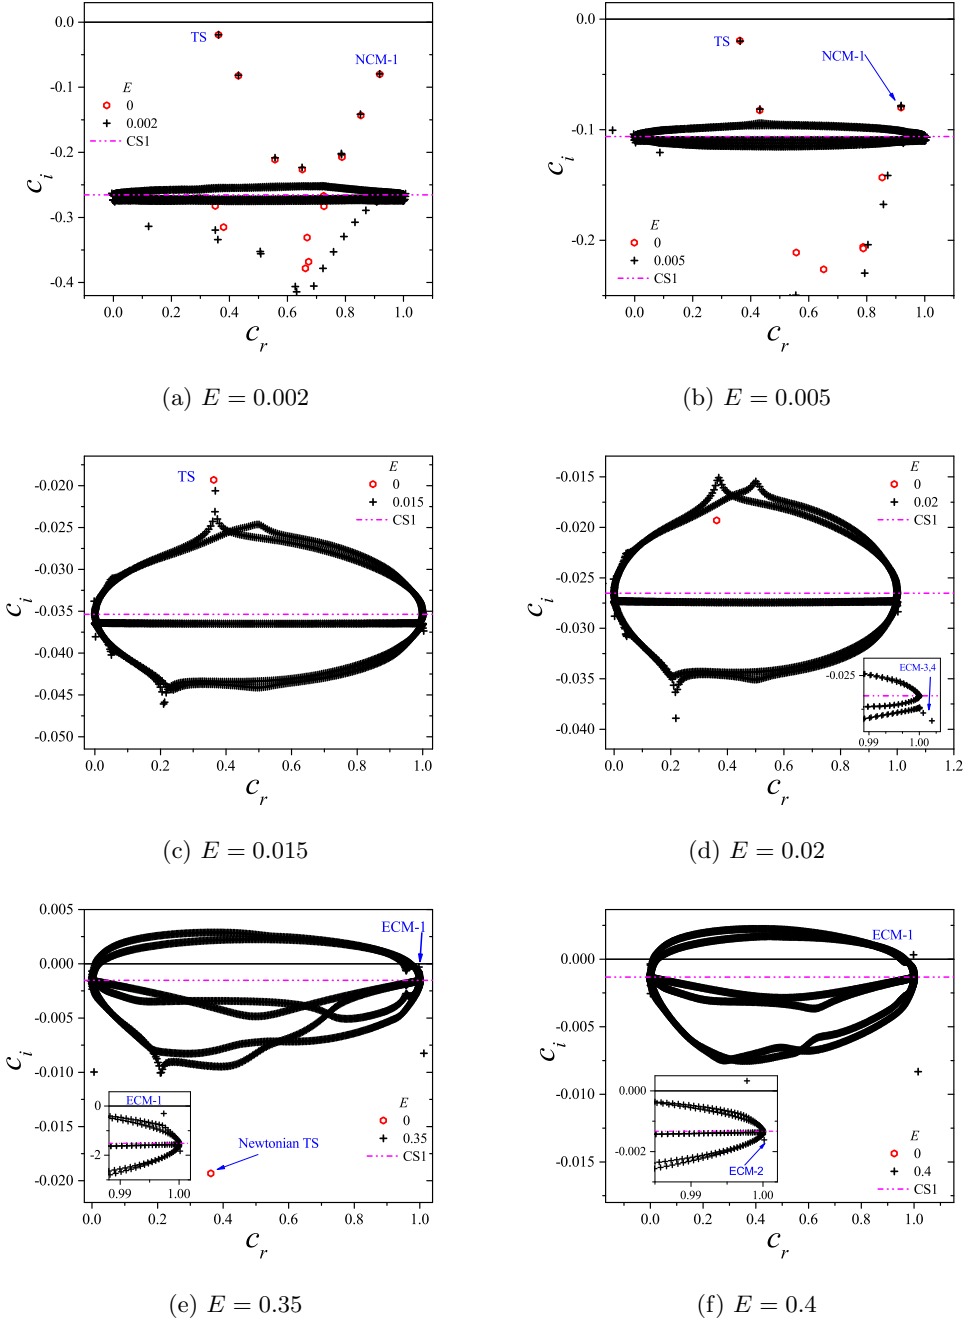 0.0
-0.1
-0.2
-0.3
-0.4
0.0 0.2 0.4 0.6 0.8 1.0
c_i
c_r
TS
NCM-1
E
0
0.002
CS1
(a) E = 0.002
0.0
-0.1
-0.2
0.0 0.2 0.4 0.6 0.8 1.0
c_i
c_r
TS
NCM-1
E
0
0.005
CS1
(b) E = 0.005
-0.020
-0.025
-0.030
-0.035
-0.040
-0.045
-0.050
0.0 0.2 0.4 0.6 0.8 1.0
c_i
c_r
TS
E
0
0.015
CS1
(c) E = 0.015
-0.015
-0.020
-0.025
-0.030
-0.035
-0.040
0.0 0.2 0.4 0.6 0.8 1.0 1.2
c_i
c_r
E
0
0.02
CS1
ECM-3,4
-0.025
0.99 1.00
(d) E = 0.02
0.005
0.000
-0.005
-0.010
-0.015
-0.020
0.0 0.2 0.4 0.6 0.8 1.0
c_i
c_r
ECM-1
ECM-1
0
-2
0.99 1.00
Newtonian TS
E
0
0.35
CS1
(e) E = 0.35
0.000
-0.005
-0.010
-0.015
0.0 0.2 0.4 0.6 0.8 1.0
c_i
c_r
ECM-1
0.000
-0.002
ECM-2
0.99 1.00
E
0
0.4
CS1
(f) E = 0.4